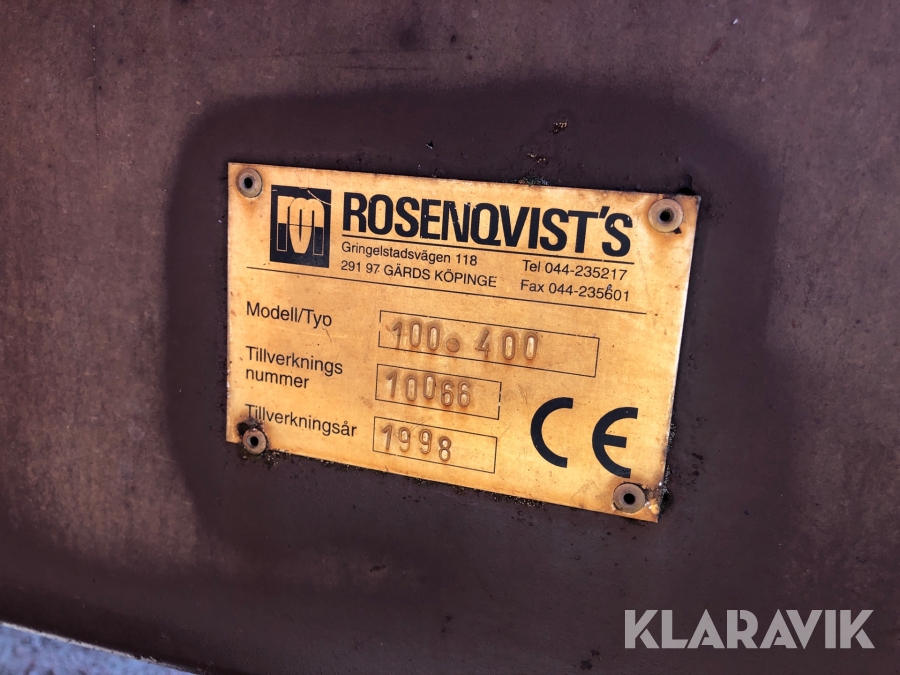 ROSENQVIST'S
Gringelstadsvägen 118 Tel 044-235217
291 97 GÄRDS KÖPINGE Fax 044-235601
Modell/Typ 100.400
Tillverknings
nummer 10066
Tillverkningsår 1998
CE
KLARAVIK